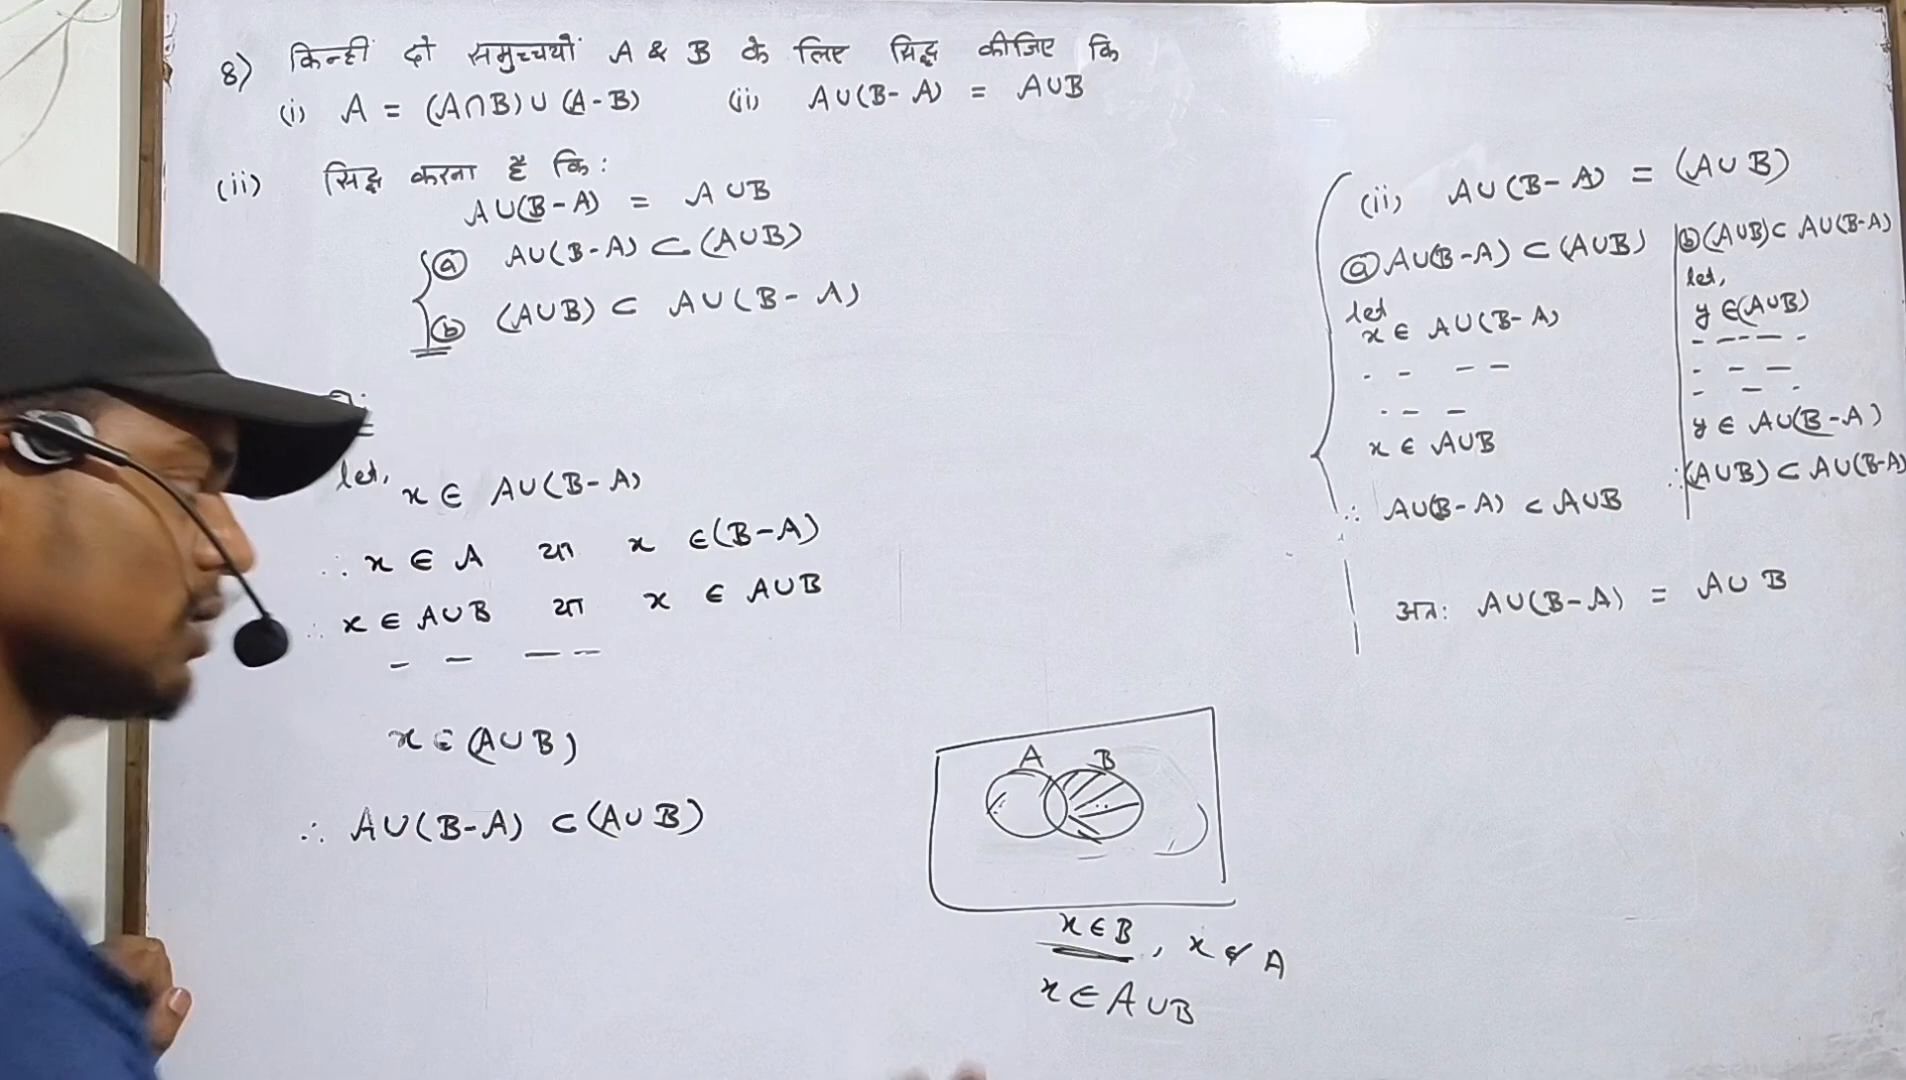 8) किन्हीं दो समुच्चयों A & B के लिए सिद्ध कीजिए कि
(i) A = (A∩B)∪(A-B) (ii) A∪(B-A) = A∪B
(ii) सिद्ध करना है कि:
A∪(B-A) = A∪B
(a) A∪(B-A) ⊂ (A∪B)
(b) (A∪B) ⊂ A∪(B-A)
let, x ∈ A∪(B-A)
∴ x ∈ A या x ∈ (B-A)
∴ x ∈ A∪B या x ∈ A∪B
- - - -
x ∈ (A∪B)
∴ A∪(B-A) ⊂ (A∪B)
A B
x ∈ B, x ∉ A
x ∈ A∪B
(ii) A∪(B-A) = (A∪B)
(a) A∪(B-A) ⊂ (A∪B)
let
x ∈ A∪(B-A)
- - - -
- - -
x ∈ A∪B
∴ A∪(B-A) ⊂ A∪B
(b) (A∪B) ⊂ A∪(B-A)
let,
y ∈ (A∪B)
- - - - -
- - -
- - -
y ∈ A∪(B-A)
∴ (A∪B) ⊂ A∪(B-A)
अत: A∪(B-A) = A∪B